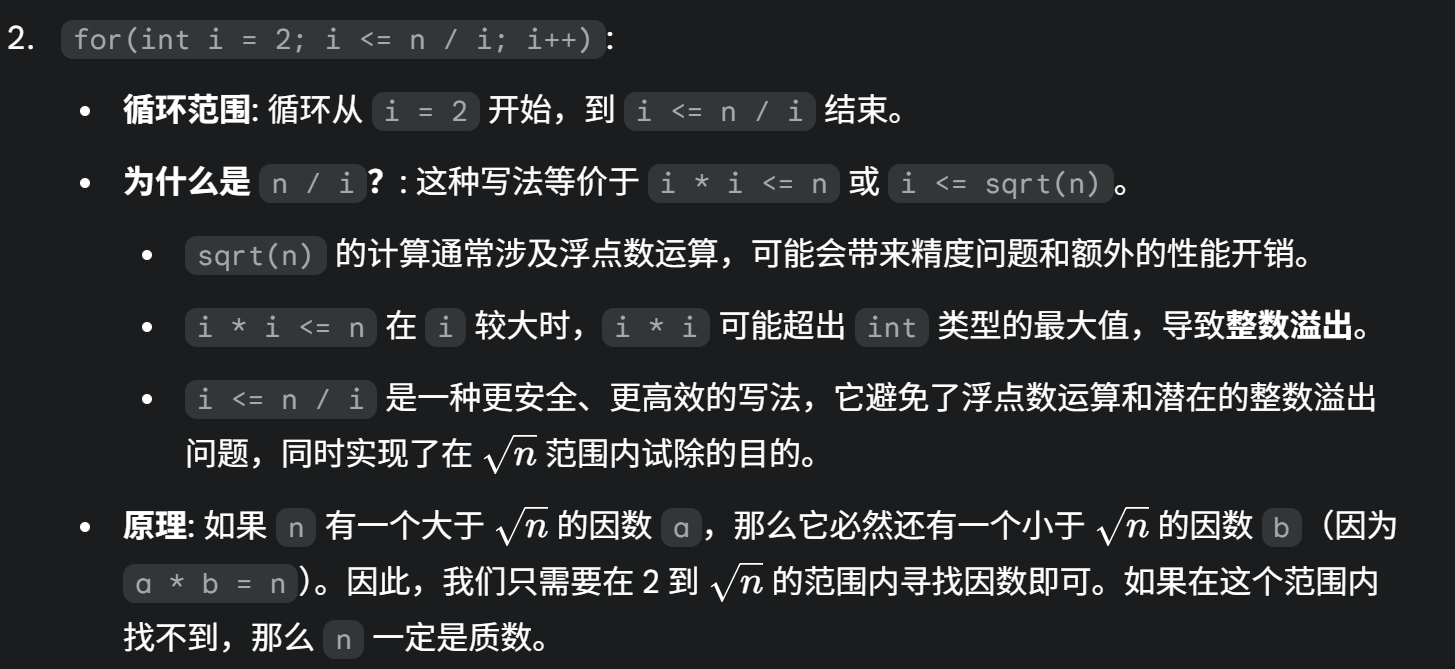 2. for(int i = 2; i <= n / i; i++):
• 循环范围: 循环从 i = 2 开始，到 i <= n / i 结束。
• 为什么是 n / i？: 这种写法等价于 i * i <= n 或 i <= sqrt(n)。
• sqrt(n) 的计算通常涉及浮点数运算，可能会带来精度问题和额外的性能开销。
• i * i <= n 在 i 较大时，i * i 可能超出 int 类型的最大值，导致整数溢出。
• i <= n / i 是一种更安全、更高效的写法，它避免了浮点数运算和潜在的整数溢出
问题，同时实现了在 √n 范围内试除的目的。
• 原理: 如果 n 有一个大于 √n 的因数 a，那么它必然还有一个小于 √n 的因数 b（因为
a * b = n）。因此，我们只需要在 2 到 √n 的范围内寻找因数即可。如果在这个范围内
找不到，那么 n 一定是质数。